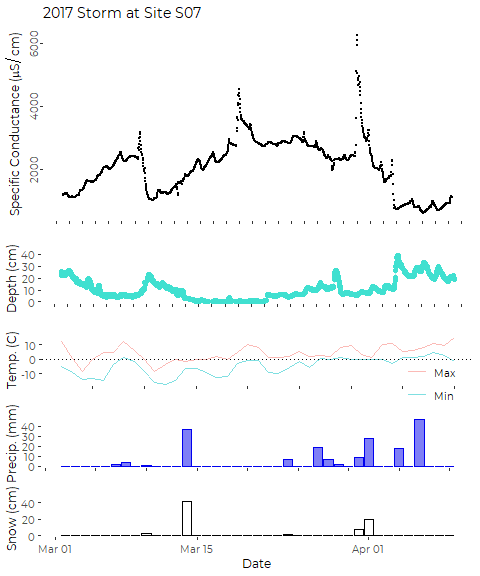 2017 Storm at Site S07
Specific Conductance (µS/cm)
6000
4000
2000
Depth (cm)
40
30
20
10
0
Temp. (C)
10
0
-10
Max
Min
Precip. (mm)
40
30
20
10
0
Snow (cm)
40
20
0
Mar 01
Mar 15
Apr 01
Date